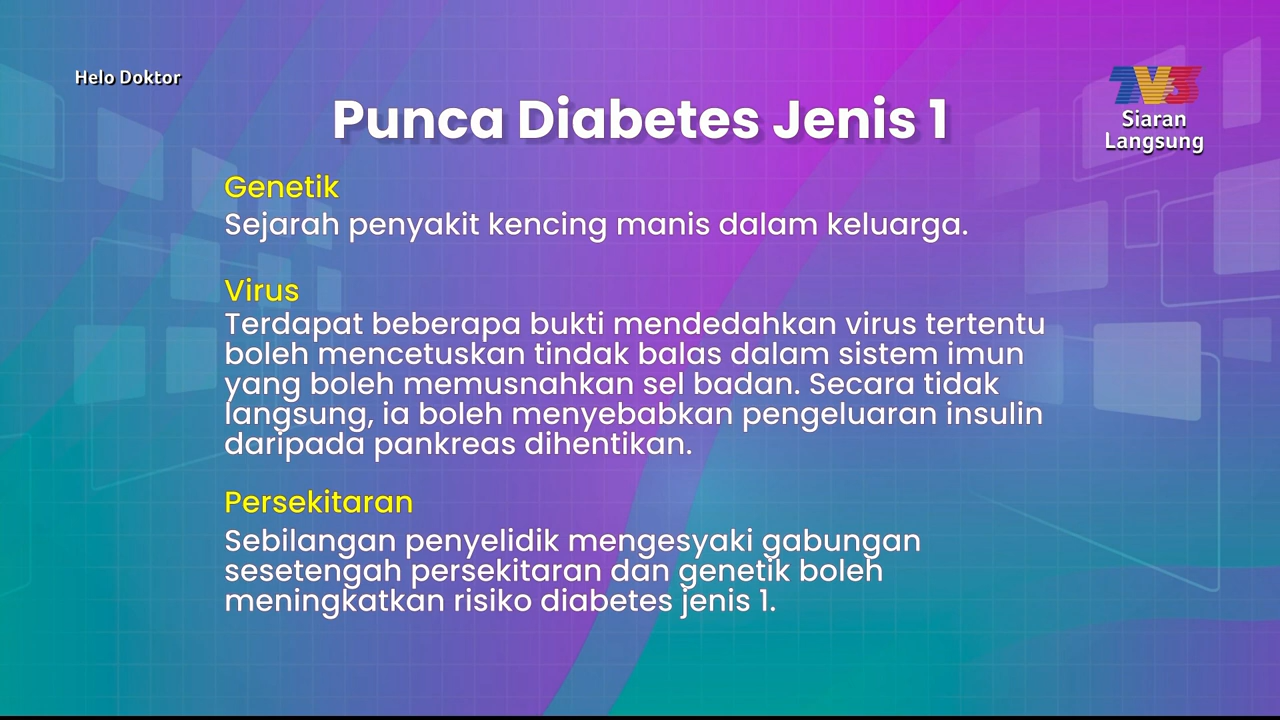 Helo Doktor
TV3
Siaran
Langsung
Punca Diabetes Jenis 1
Genetik
Sejarah penyakit kencing manis dalam keluarga.
Virus
Terdapat beberapa bukti mendedahkan virus tertentu
boleh mencetuskan tindak balas dalam sistem imun
yang boleh memusnahkan sel badan. Secara tidak
langsung, ia boleh menyebabkan pengeluaran insulin
daripada pankreas dihentikan.
Persekitaran
Sebilangan penyelidik mengesyaki gabungan
sesetengah persekitaran dan genetik boleh
meningkatkan risiko diabetes jenis 1.